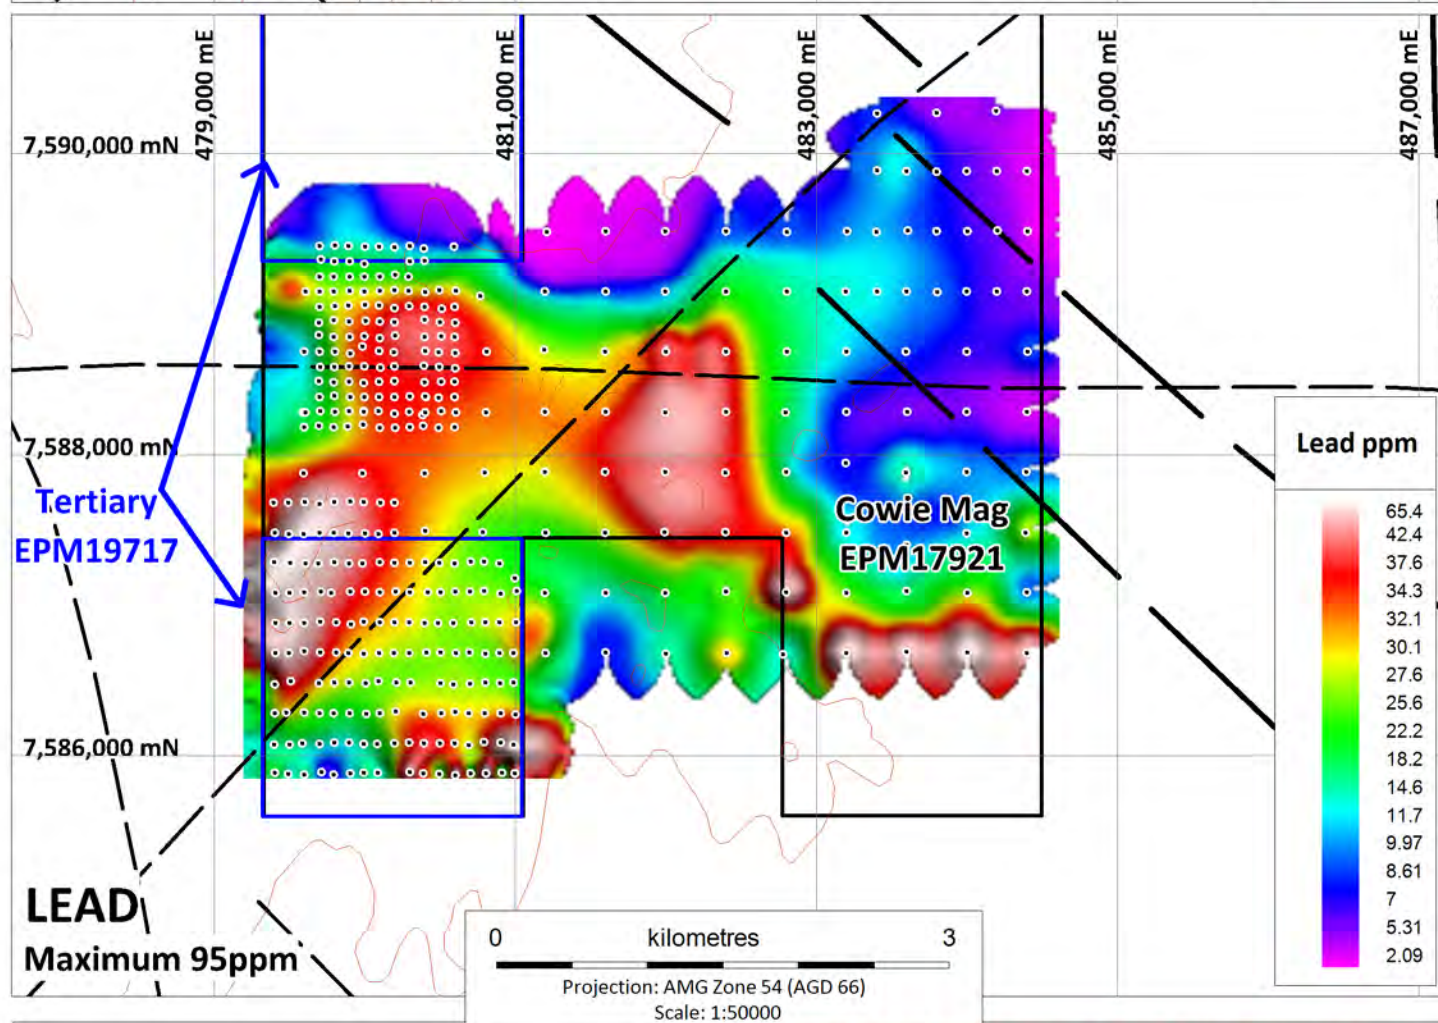 479,000 mE
481,000 mE
483,000 mE
485,000 mE
487,000 mE
7,590,000 mN
7,588,000 mN
Tertiary
EPM19717
Cowie Mag
EPM17921
7,586,000 mN
Lead ppm
65.4
42.4
37.6
34.3
32.1
30.1
27.6
25.6
22.2
18.2
14.6
11.7
9.97
8.61
7
5.31
2.09
LEAD
Maximum 95ppm
0 kilometres 3
Projection: AMG Zone 54 (AGD 66)
Scale: 1:50000